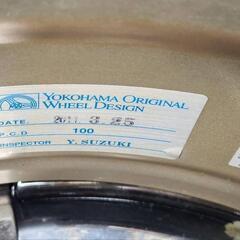 YOKOHAMA ORIGINAL
WHEEL DESIGN
DATE. 2011 3.25
P.C.D 100
INSPECTOR Y. SUZUKI